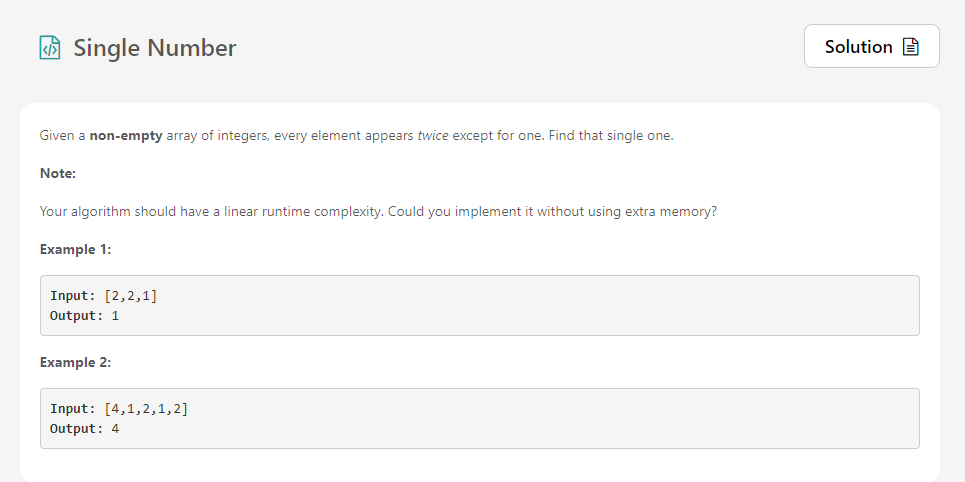 Single Number
Solution
Given a non-empty array of integers, every element appears twice except for one. Find that single one.
Note:
Your algorithm should have a linear runtime complexity. Could you implement it without using extra memory?
Example 1:
Input: [2,2,1]
Output: 1
Example 2:
Input: [4,1,2,1,2]
Output: 4